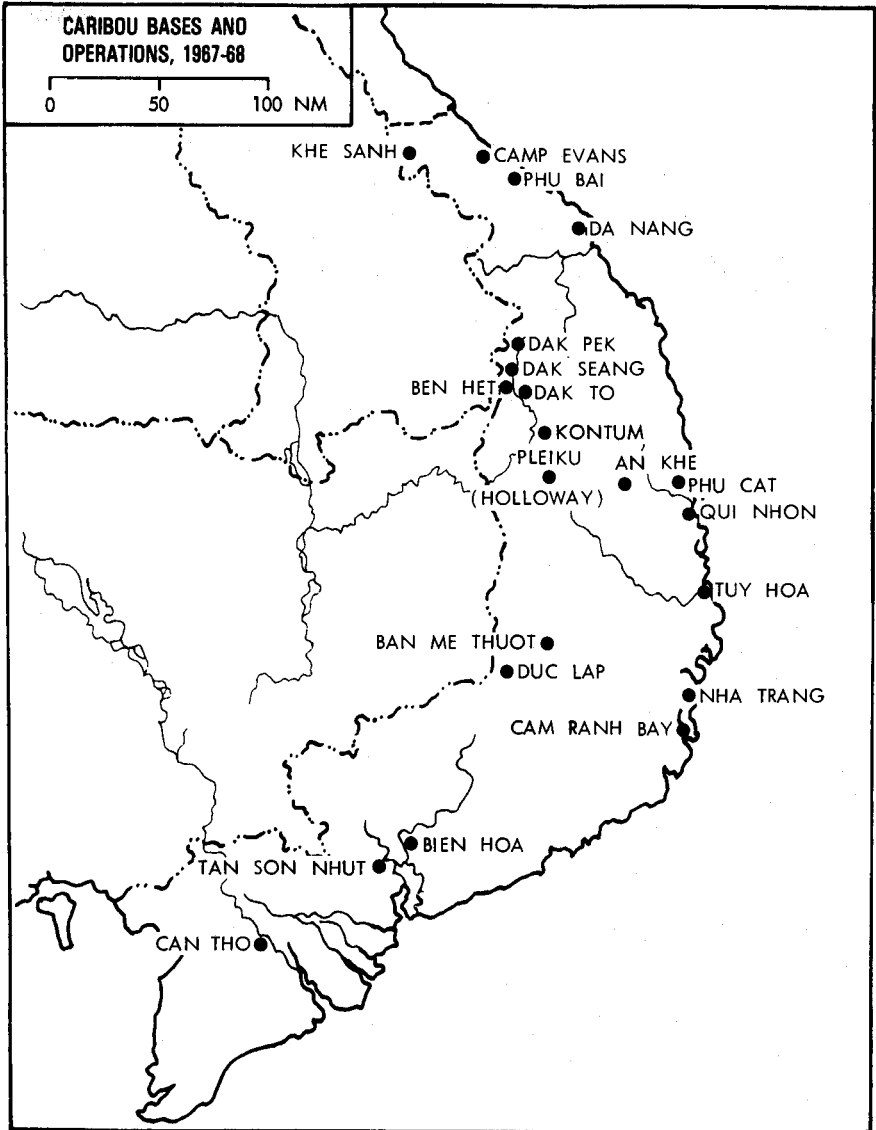 CARIBOU BASES AND
OPERATIONS, 1967-68
0 50 100 NM
KHE SANH
CAMP EVANS
PHU BAI
DA NANG
DAK PEK
DAK SEANG
BEN HET
DAK TO
KONTUM
PLEIKU
(HOLLOWAY)
AN KHE
PHU CAT
QUI NHON
TUY HOA
BAN ME THUOT
DUC LAP
NHA TRANG
CAM RANH BAY
BIEN HOA
TAN SON NHUT
CAN THO